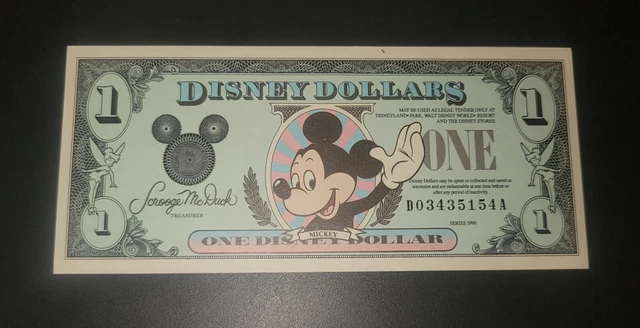 1
DISNEY DOLLARS
1
MAY BE USED AS LEGAL TENDER ONLY AT
DISNEYLAND PARK, WALT DISNEY WORLD RESORT
AND THE DISNEY STORES.
ONE
Disney Dollars may be spent or collected and saved as
souvenirs and are redeemable at any time before or
after any period of inactivity.
Scrooge McDuck
TREASURER
D03435154A
SERIES 1990
1
MICKEY
ONE DISNEY DOLLAR
1